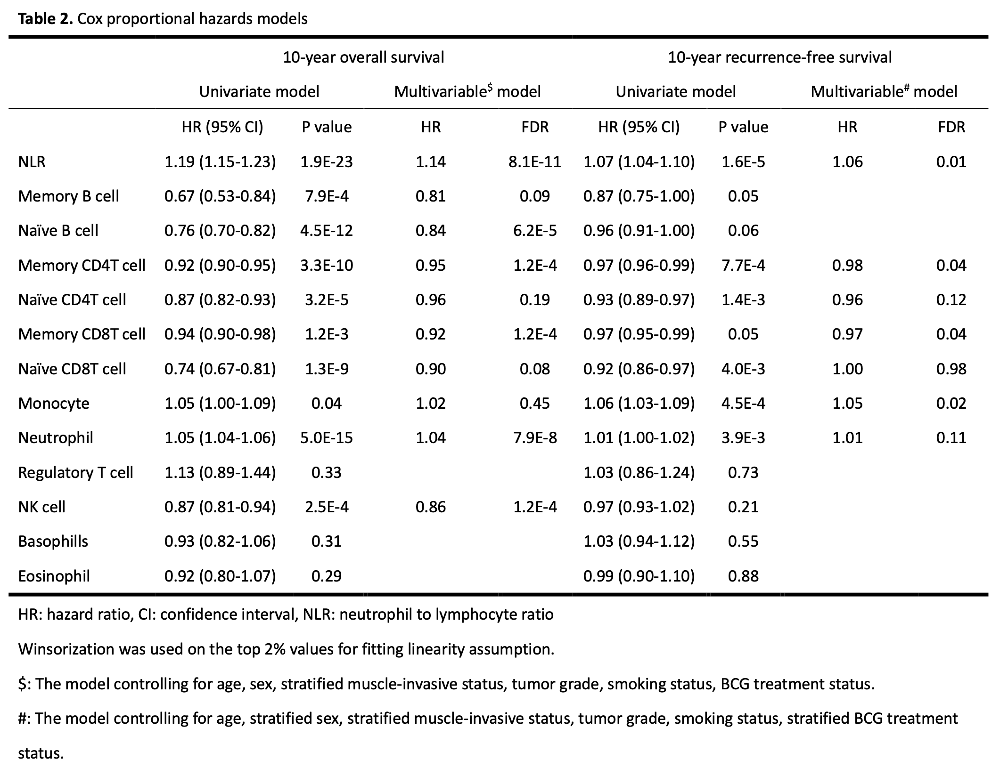 Table 2. Cox proportional hazards models
10-year overall survival 10-year recurrence-free survival
Univariate model Multivariable$ model Univariate model Multivariable# model
HR (95% CI) P value HR FDR HR (95% CI) P value HR FDR
NLR 1.19 (1.15-1.23) 1.9E-23 1.14 8.1E-11 1.07 (1.04-1.10) 1.6E-5 1.06 0.01
Memory B cell 0.67 (0.53-0.84) 7.9E-4 0.81 0.09 0.87 (0.75-1.00) 0.05
Naïve B cell 0.76 (0.70-0.82) 4.5E-12 0.84 6.2E-5 0.96 (0.91-1.00) 0.06
Memory CD4T cell 0.92 (0.90-0.95) 3.3E-10 0.95 1.2E-4 0.97 (0.96-0.99) 7.7E-4 0.98 0.04
Naïve CD4T cell 0.87 (0.82-0.93) 3.2E-5 0.96 0.19 0.93 (0.89-0.97) 1.4E-3 0.96 0.12
Memory CD8T cell 0.94 (0.90-0.98) 1.2E-3 0.92 1.2E-4 0.97 (0.95-0.99) 0.05 0.97 0.04
Naïve CD8T cell 0.74 (0.67-0.81) 1.3E-9 0.90 0.08 0.92 (0.86-0.97) 4.0E-3 1.00 0.98
Monocyte 1.05 (1.00-1.09) 0.04 1.02 0.45 1.06 (1.03-1.09) 4.5E-4 1.05 0.02
Neutrophil 1.05 (1.04-1.06) 5.0E-15 1.04 7.9E-8 1.01 (1.00-1.02) 3.9E-3 1.01 0.11
Regulatory T cell 1.13 (0.89-1.44) 0.33 1.03 (0.86-1.24) 0.73
NK cell 0.87 (0.81-0.94) 2.5E-4 0.86 1.2E-4 0.97 (0.93-1.02) 0.21
Basophills 0.93 (0.82-1.06) 0.31 1.03 (0.94-1.12) 0.55
Eosinophil 0.92 (0.80-1.07) 0.29 0.99 (0.90-1.10) 0.88
HR: hazard ratio, CI: confidence interval, NLR: neutrophil to lymphocyte ratio
Winsorization was used on the top 2% values for fitting linearity assumption.
$: The model controlling for age, sex, stratified muscle-invasive status, tumor grade, smoking status, BCG treatment status.
#: The model controlling for age, stratified sex, stratified muscle-invasive status, tumor grade, smoking status, stratified BCG treatment
status.